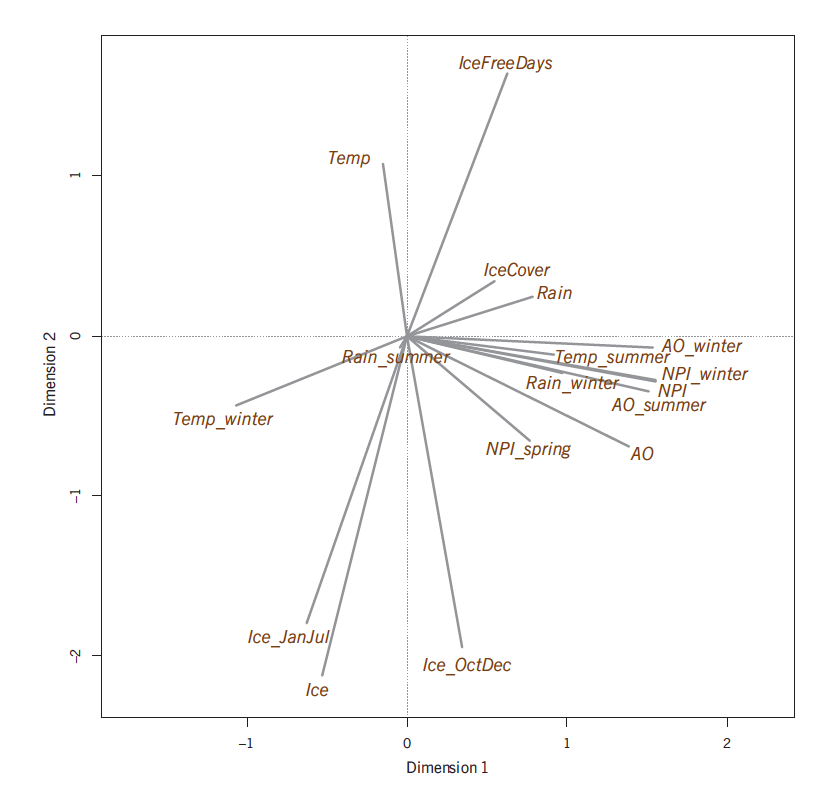 IceFreeDays
Temp
1
IceCover
Rain
0
AO_winter
Rain_summer
Temp_summer
NPI_winter
Rain_winter
NPI
AO_summer
Temp_winter
NPI_spring
AO
Dimension 2
-1
Ice_JanJul
-2
Ice_OctDec
Ice
-1
0
1
2
Dimension 1